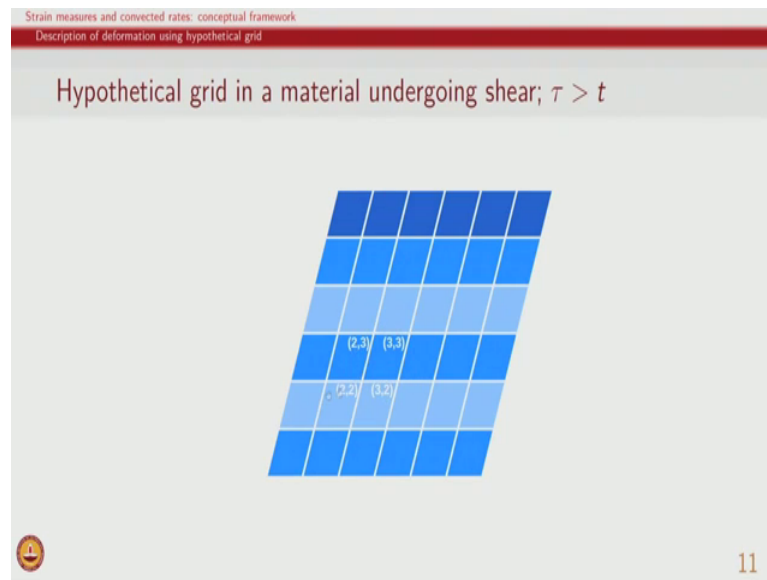 Strain measures and convected rates: conceptual framework
Description of deformation using hypothetical grid
Hypothetical grid in a material undergoing shear; τ > t
(2,3) (3,3)
(2,2) (3,2)
11